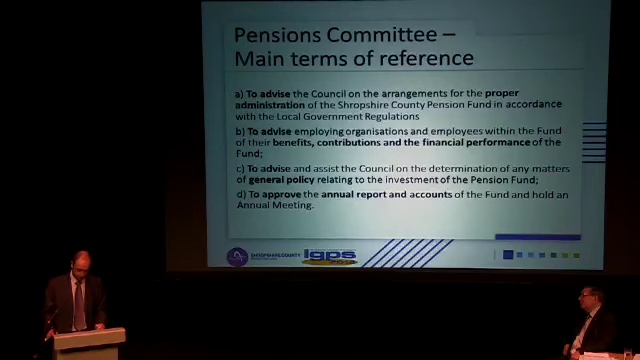 Pensions Committee –
Main terms of reference
a) To advise the Council on the arrangements for the proper
administration of the Shropshire County Pension Fund in accordance
with the Local Government Regulations
b) To advise employing organisations and employees within the Fund
of their benefits, contributions and the financial performance of the
Fund;
c) To advise and assist the Council on the determination of any matters
of general policy relating to the investment of the Pension Fund;
d) To approve the annual report and accounts of the Fund and hold an
Annual Meeting.
SHROPSHIRECOUNTY
lgps